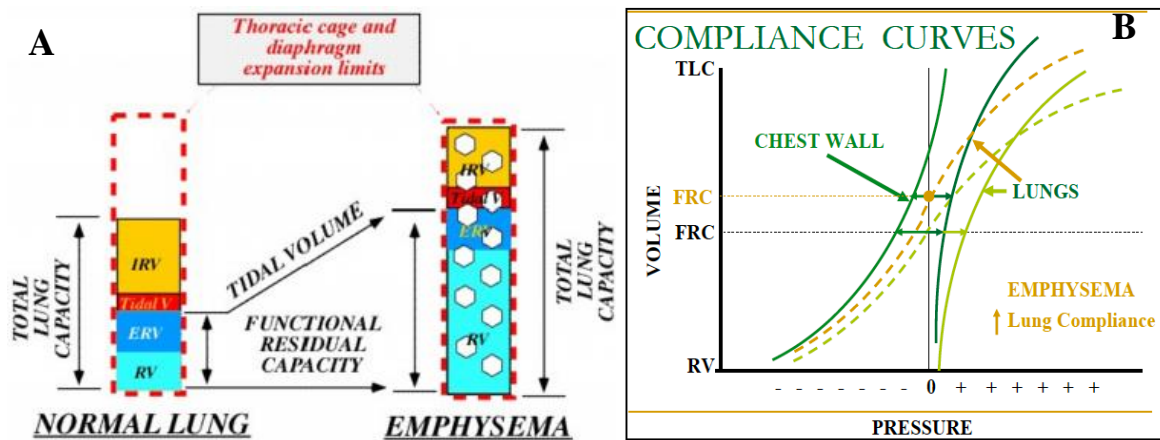 A
Thoracic cage and
diaphragm
expansion limits
TOTAL
LUNG
CAPACITY
IRV
Tidal V
ERV
RV
TIDAL VOLUME
FUNCTIONAL
RESIDUAL
CAPACITY
IRV
Tidal V
ERV
RV
TOTAL
LUNG
CAPACITY
NORMAL LUNG
EMPHYSEMA
B
COMPLIANCE CURVES
TLC
CHEST WALL
LUNGS
FRC
FRC
VOLUME
EMPHYSEMA
↑ Lung Compliance
RV
- - - - - - - 0 + + + + + +
PRESSURE